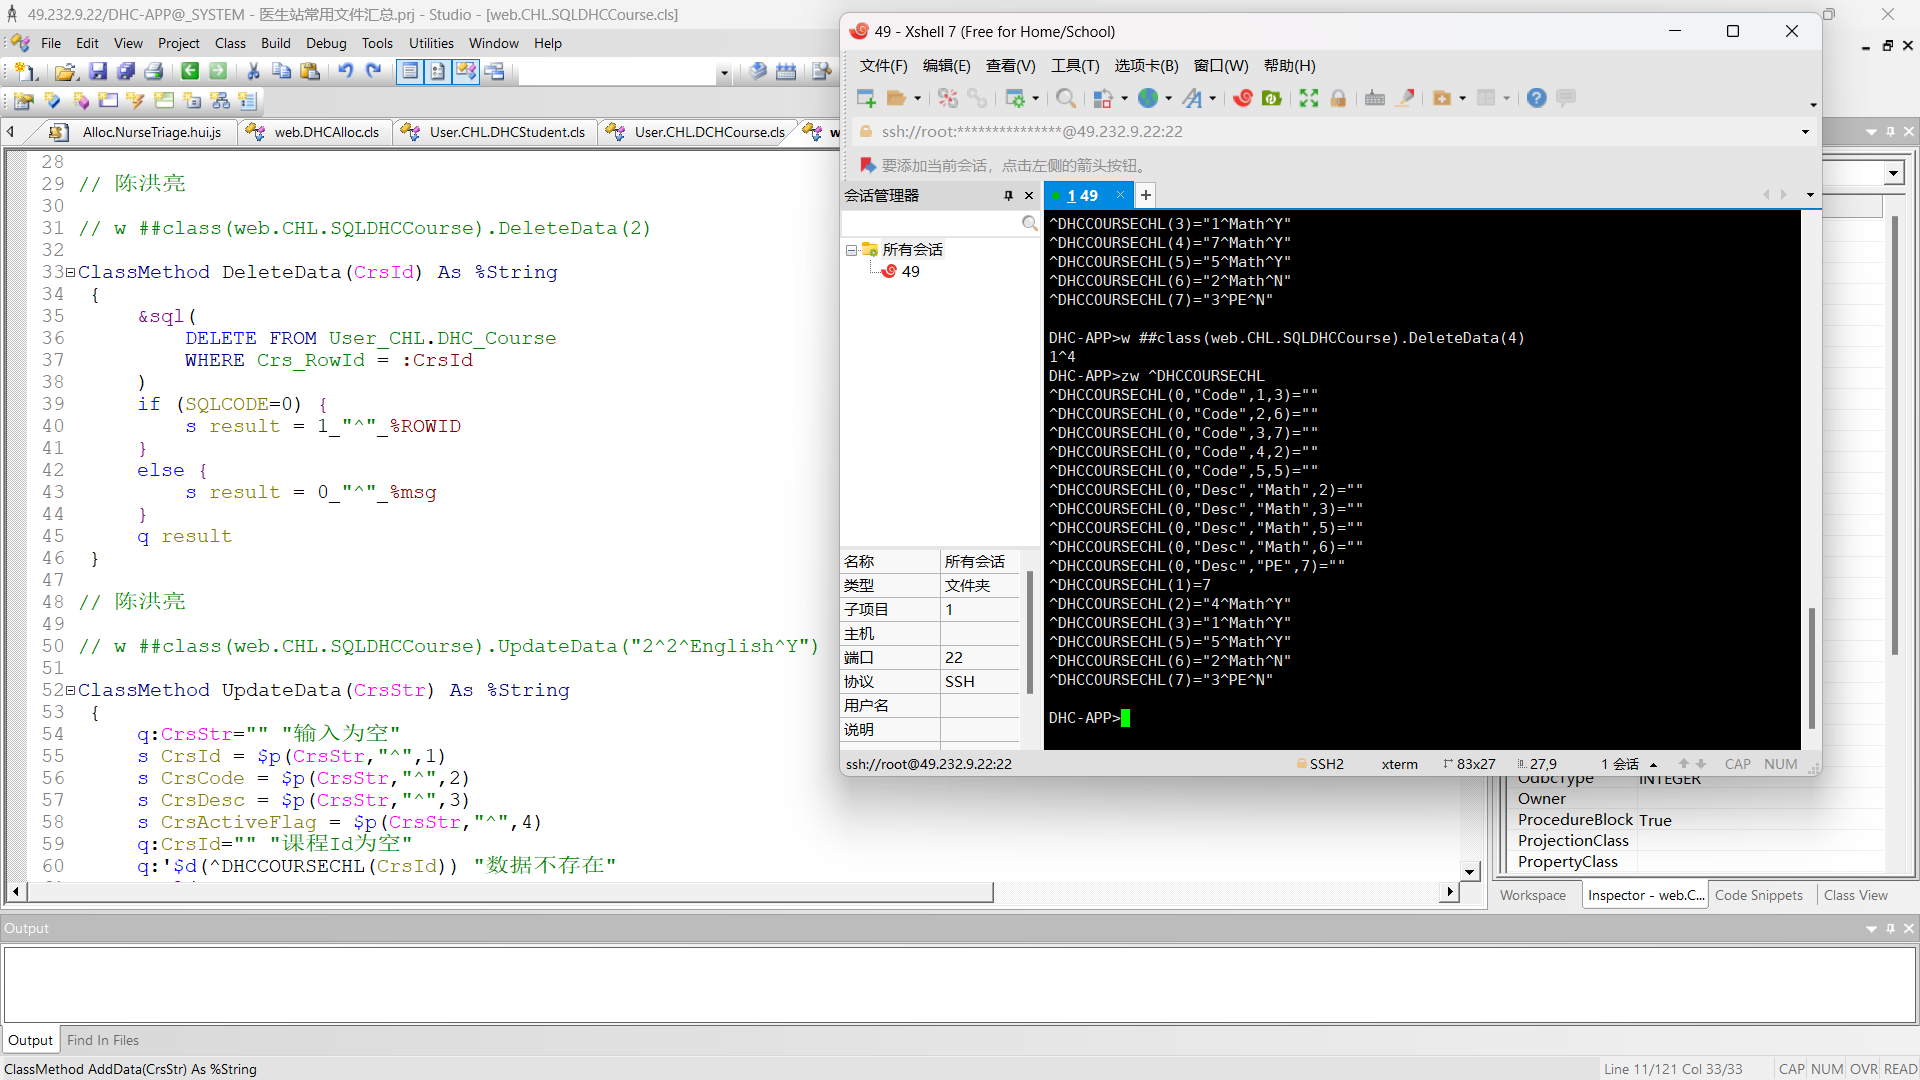 49.232.9.22/DHC-APP@_SYSTEM - 医生站常用文件汇总.prj - Studio - [web.CHL.SQLDHCCourse.cls]
File Edit View Project Class Build Debug Tools Utilities Window Help
Alloc.NurseTriage.hui.js web.DHCAlloc.cls User.CHL.DHCStudent.cls User.CHL.DCHCourse.cls w
28
29 // 陈洪亮
30
31 // w ##class(web.CHL.SQLDHCCourse).DeleteData(2)
32
33 ClassMethod DeleteData(CrsId) As %String
34 {
35 &sql(
36 DELETE FROM User_CHL.DHC_Course
37 WHERE Crs_RowId = :CrsId
38 )
39 if (SQLCODE=0) {
40 s result = 1_"^"_%ROWID
41 }
42 else {
43 s result = 0_"^"_%msg
44 }
45 q result
46 }
47
48 // 陈洪亮
49
50 // w ##class(web.CHL.SQLDHCCourse).UpdateData("2^2^English^Y")
51
52 ClassMethod UpdateData(CrsStr) As %String
53 {
54 q:CrsStr="" "输入为空"
55 s CrsId = $p(CrsStr,"^",1)
56 s CrsCode = $p(CrsStr,"^",2)
57 s CrsDesc = $p(CrsStr,"^",3)
58 s CrsActiveFlag = $p(CrsStr,"^",4)
59 q:CrsId="" "课程Id为空"
60 q:'$d(^DHCCOURSECHL(CrsId)) "数据不存在"
49 - Xshell 7 (Free for Home/School)
文件(F) 编辑(E) 查看(V) 工具(T) 选项卡(B) 窗口(W) 帮助(H)
ssh://root:***************@49.232.9.22:22
要添加当前会话，点击左侧的箭头按钮。
会话管理器
所有会话
49
名称 所有会话
类型 文件夹
子项目 1
主机
端口 22
协议 SSH
用户名
说明
1 49
^DHCCOURSECHL(3)="1^Math^Y"
^DHCCOURSECHL(4)="7^Math^Y"
^DHCCOURSECHL(5)="5^Math^Y"
^DHCCOURSECHL(6)="2^Math^N"
^DHCCOURSECHL(7)="3^PE^N"
DHC-APP>w ##class(web.CHL.SQLDHCCourse).DeleteData(4)
1^4
DHC-APP>zw ^DHCCOURSECHL
^DHCCOURSECHL(0,"Code",1,3)=""
^DHCCOURSECHL(0,"Code",2,6)=""
^DHCCOURSECHL(0,"Code",3,7)=""
^DHCCOURSECHL(0,"Code",4,2)=""
^DHCCOURSECHL(0,"Code",5,5)=""
^DHCCOURSECHL(0,"Desc","Math",2)=""
^DHCCOURSECHL(0,"Desc","Math",3)=""
^DHCCOURSECHL(0,"Desc","Math",5)=""
^DHCCOURSECHL(0,"Desc","Math",6)=""
^DHCCOURSECHL(0,"Desc","PE",7)=""
^DHCCOURSECHL(1)=7
^DHCCOURSECHL(2)="4^Math^Y"
^DHCCOURSECHL(3)="1^Math^Y"
^DHCCOURSECHL(5)="5^Math^Y"
^DHCCOURSECHL(6)="2^Math^N"
^DHCCOURSECHL(7)="3^PE^N"
DHC-APP>
ssh://root@49.232.9.22:22 SSH2 xterm 83x27 27,9 1 会话 CAP NUM
OdbcType INTEGER
Owner
ProcedureBlock True
ProjectionClass
PropertyClass
Workspace Inspector - web.C... Code Snippets Class View
Output
Output Find In Files
ClassMethod AddData(CrsStr) As %String Line 11/121 Col 33/33 CAP NUM OVR READ